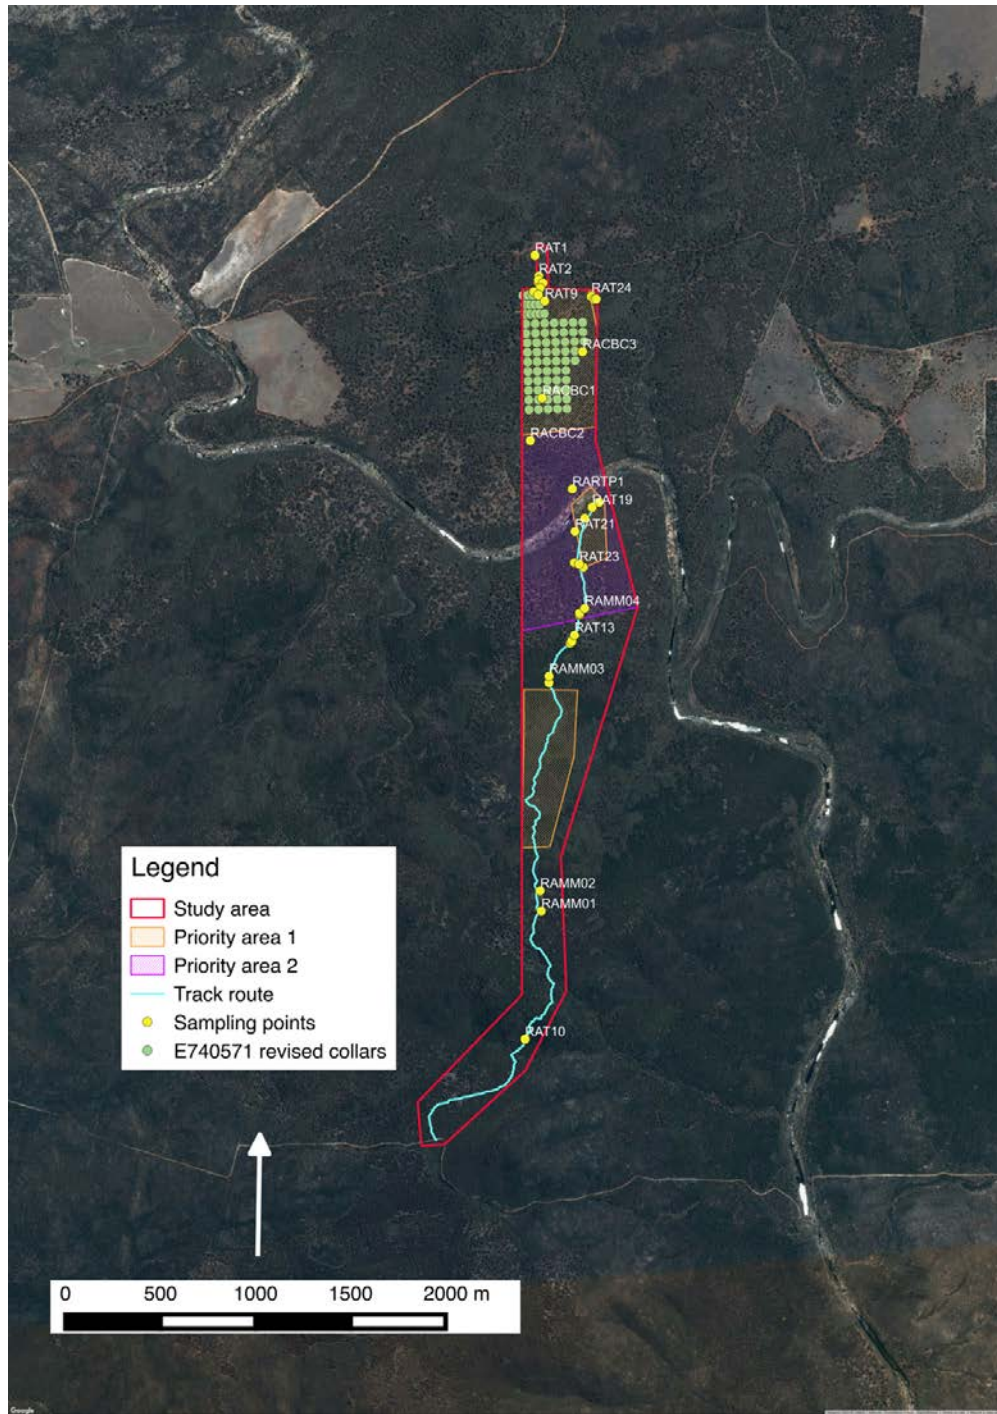 RAT1
RAT2
RAT9
RAT24
RACBC3
RACBC1
RACBC2
RARTP1
RAT19
RAT21
RAT23
RAMM04
RAT13
RAMM03
RAMM02
RAMM01
RAT10
Legend
Study area
Priority area 1
Priority area 2
Track route
Sampling points
E740571 revised collars
0 500 1000 1500 2000 m
Google